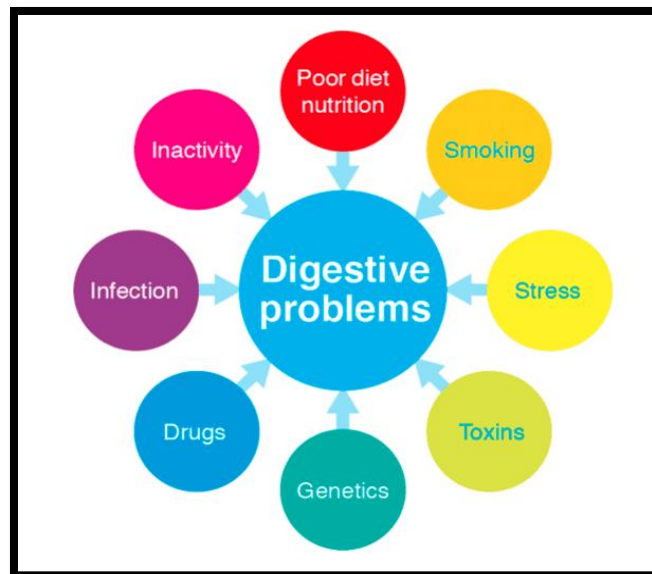 Poor diet
nutrition
Smoking
Stress
Toxins
Genetics
Drugs
Infection
Inactivity
Digestive
problems